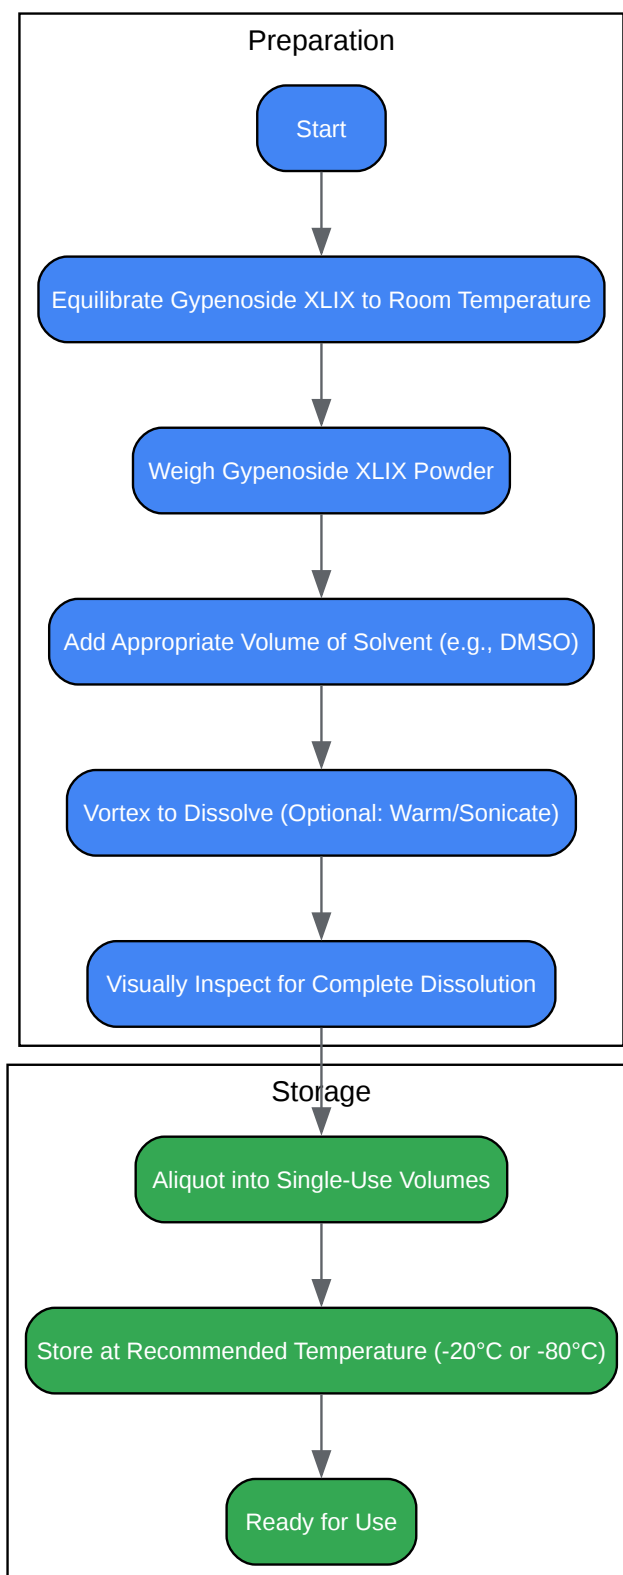 Preparation
Start
Equilibrate Gypenoside XLIX to Room Temperature
Weigh Gypenoside XLIX Powder
Add Appropriate Volume of Solvent (e.g., DMSO)
Vortex to Dissolve (Optional: Warm/Sonicate)
Visually Inspect for Complete Dissolution
Storage
Aliquot into Single-Use Volumes
Store at Recommended Temperature (-20°C or -80°C)
Ready for Use